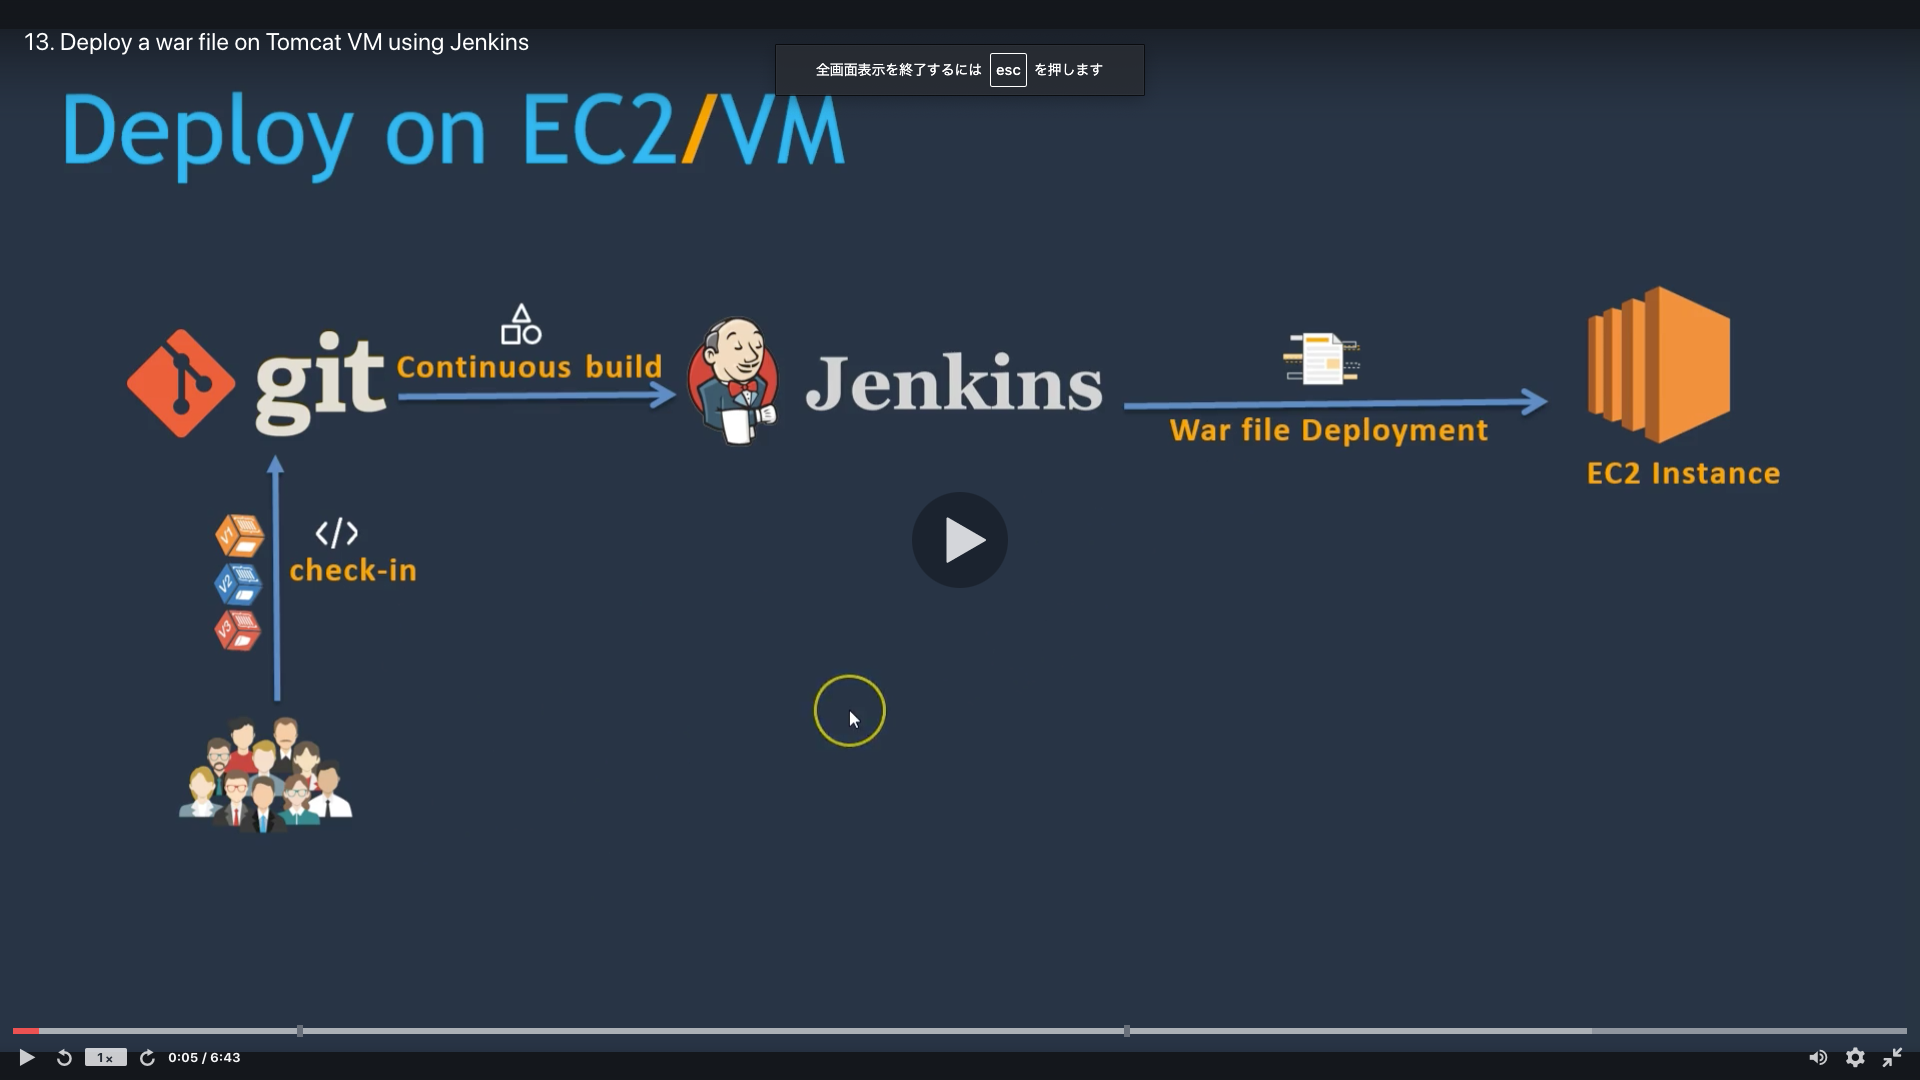 13. Deploy a war file on Tomcat VM using Jenkins
全画面表示を終了するには esc を押します
Deploy on EC2/VM
git
Continuous build
Jenkins
War file Deployment
EC2 Instance
V1
</>
check-in
V2
V3
1x
0:05 / 6:43